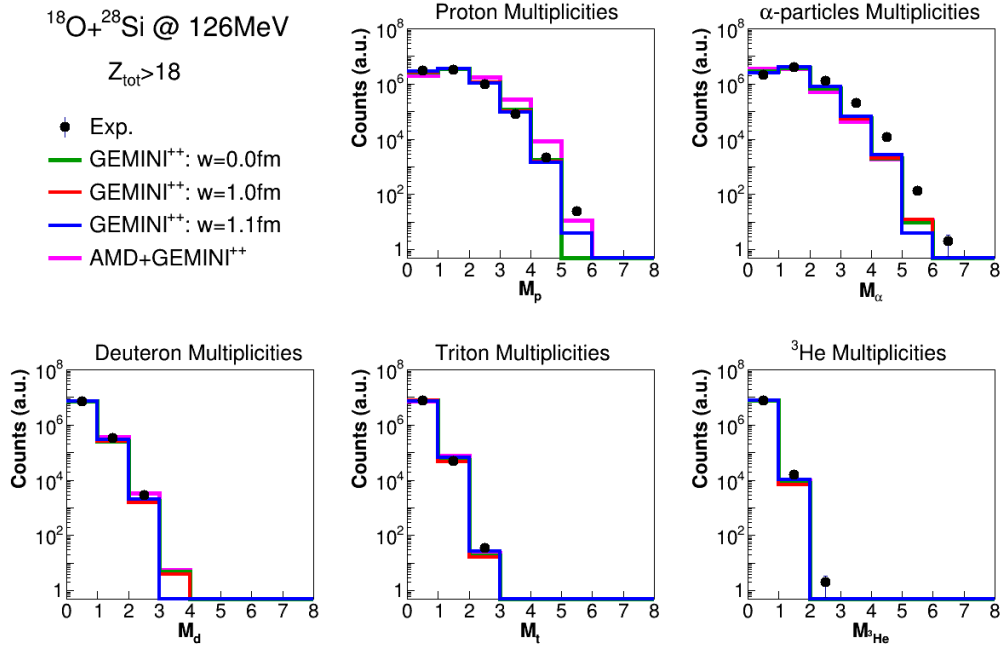 ¹⁸O+²⁸Si @ 126MeV
Z_tot>18
Exp.
GEMINI⁺⁺: w=0.0fm
GEMINI⁺⁺: w=1.0fm
GEMINI⁺⁺: w=1.1fm
AMD+GEMINI⁺⁺
Proton Multiplicities
Counts (a.u.)
10⁸
10⁶
10⁴
10²
1
0 1 2 3 4 5 6 7 8
M_p
α-particles Multiplicities
Counts (a.u.)
10⁸
10⁶
10⁴
10²
1
0 1 2 3 4 5 6 7 8
M_α
Deuteron Multiplicities
Counts (a.u.)
10⁸
10⁶
10⁴
10²
1
0 1 2 3 4 5 6 7 8
M_d
Triton Multiplicities
Counts (a.u.)
10⁸
10⁶
10⁴
10²
1
0 1 2 3 4 5 6 7 8
M_t
³He Multiplicities
Counts (a.u.)
10⁸
10⁶
10⁴
10²
1
0 1 2 3 4 5 6 7 8
M_³He